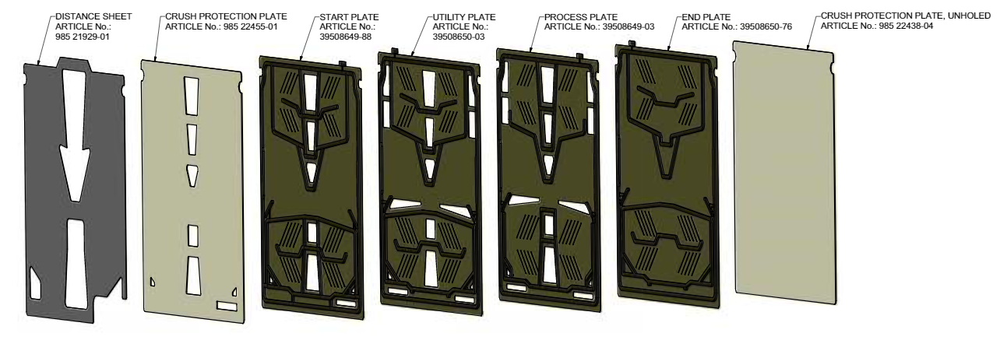 DISTANCE SHEET
ARTICLE No.:
985 21929-01
CRUSH PROTECTION PLATE
ARTICLE No.: 985 22455-01
START PLATE
ARTICLE No.:
39508649-88
UTILITY PLATE
ARTICLE No.:
39508650-03
PROCESS PLATE
ARTICLE No.: 39508649-03
END PLATE
ARTICLE No.: 39508650-76
CRUSH PROTECTION PLATE, UNHOLED
ARTICLE No.: 985 22438-04